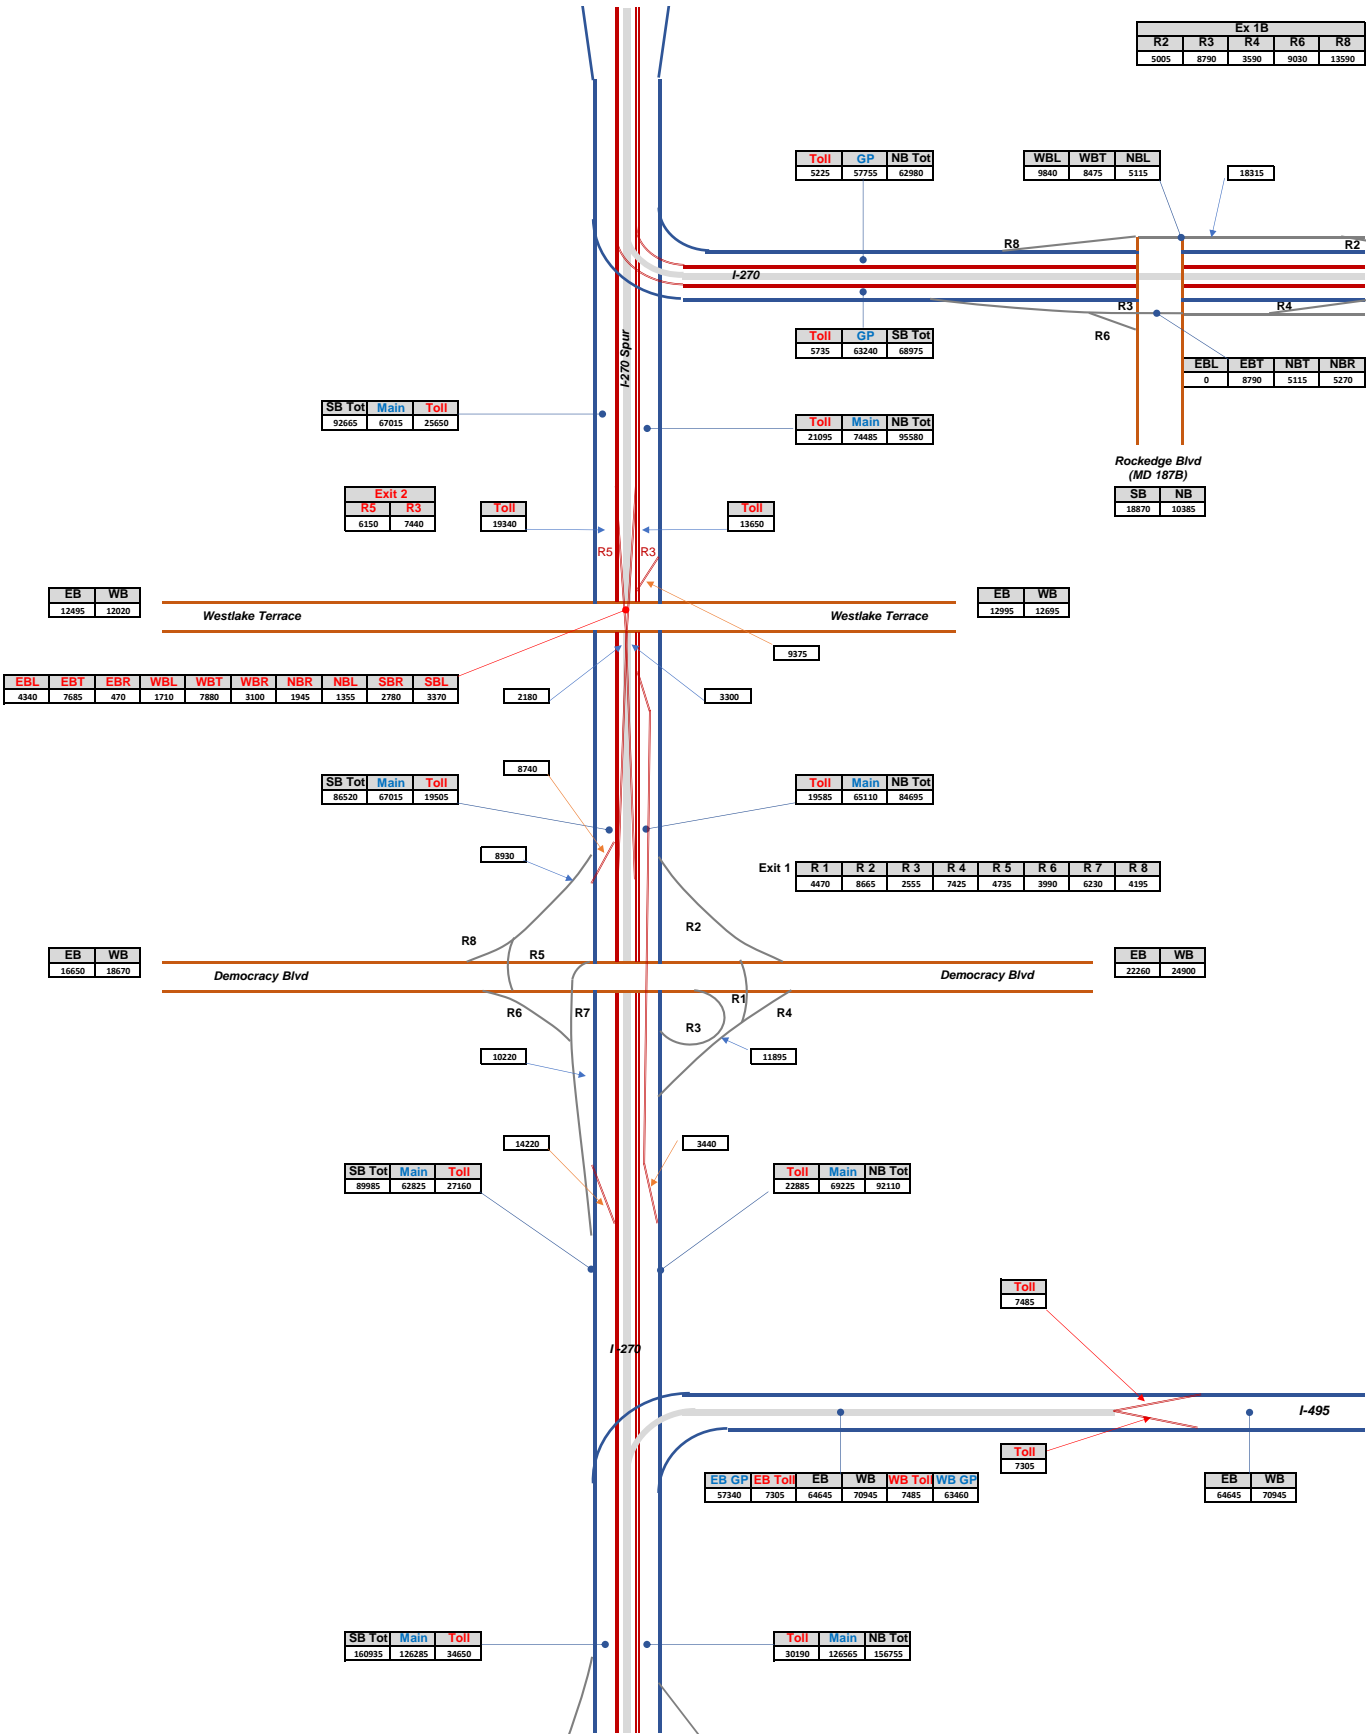 Ex 1B
R2 R3 R4 R6 R8
5005 8790 3590 9030 13590
Toll GP NB Tot
5225 57755 62980
WBL WBT NBL
9840 8475 5115
18315
R8
R2
I-270
R3
R4
R6
Toll GP SB Tot
5735 63240 68975
I-270 Spur
EBL EBT NBT NBR
0 8790 5115 5270
SB Tot Main Toll
92665 67015 25650
Toll Main NB Tot
21095 74485 95580
Rockedge Blvd
(MD 187B)
SB NB
18870 10385
Exit 2
R5 R3
6150 7440
Toll
19340
Toll
13650
R5
R3
EB WB
12495 12020
Westlake Terrace
Westlake Terrace
EB WB
12995 12695
9375
EBL EBT EBR WBL WBT WBR NBR NBL SBR SBL
4340 7685 470 1710 7880 3100 1945 1355 2780 3370
2180
3300
8740
SB Tot Main Toll
86520 67015 19505
Toll Main NB Tot
19585 65110 84695
8930
Exit 1 R 1 R 2 R 3 R 4 R 5 R 6 R 7 R 8
4470 8665 2555 7425 4735 3990 6230 4195
R2
R8
R5
EB WB
16650 18670
Democracy Blvd
Democracy Blvd
EB WB
22260 24900
R6
R7
R1
R3
R4
10220
11895
14220
3440
SB Tot Main Toll
89985 62825 27160
Toll Main NB Tot
22885 69225 92110
Toll
7485
I -270
I-495
Toll
7305
EB GP EB Toll EB WB WB Toll WB GP
57340 7305 64645 70945 7485 63460
EB WB
64645 70945
SB Tot Main Toll
160935 126285 34650
Toll Main NB Tot
30190 126565 156755